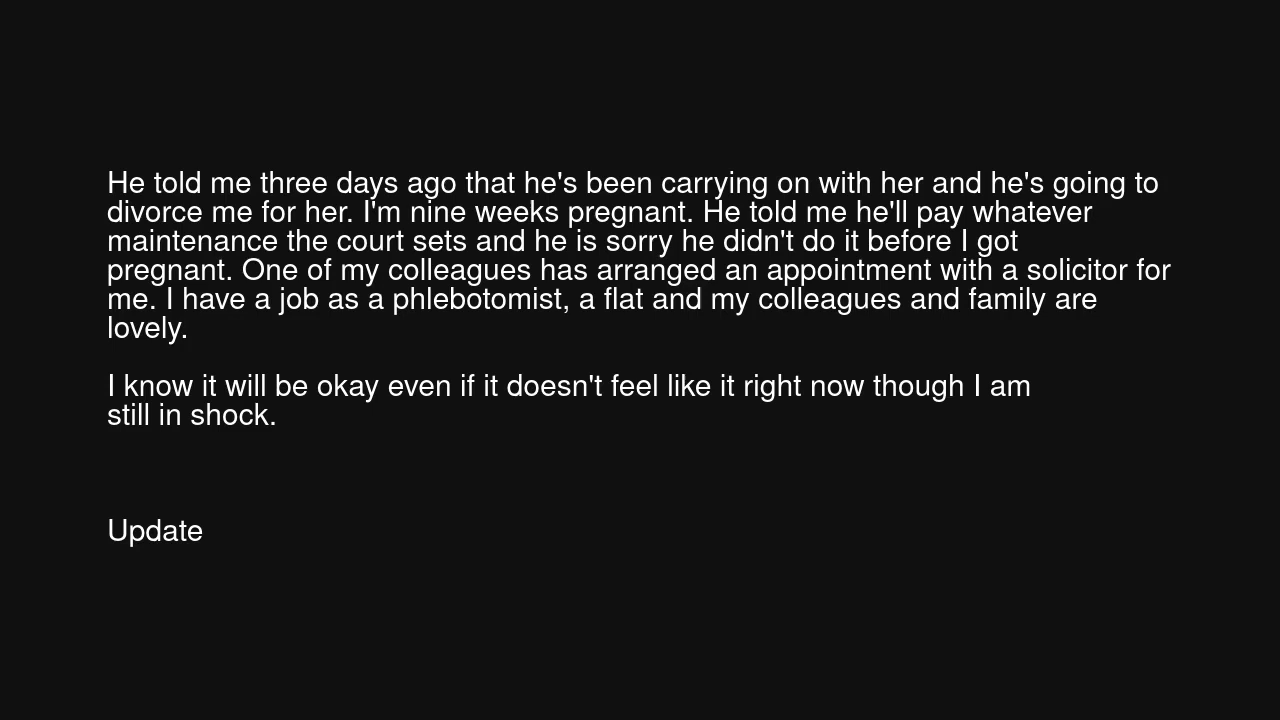 He told me three days ago that he's been carrying on with her and he's going to
divorce me for her. I'm nine weeks pregnant. He told me he'll pay whatever
maintenance the court sets and he is sorry he didn't do it before I got
pregnant. One of my colleagues has arranged an appointment with a solicitor for
me. I have a job as a phlebotomist, a flat and my colleagues and family are
lovely.
I know it will be okay even if it doesn't feel like it right now though I am
still in shock.
Update